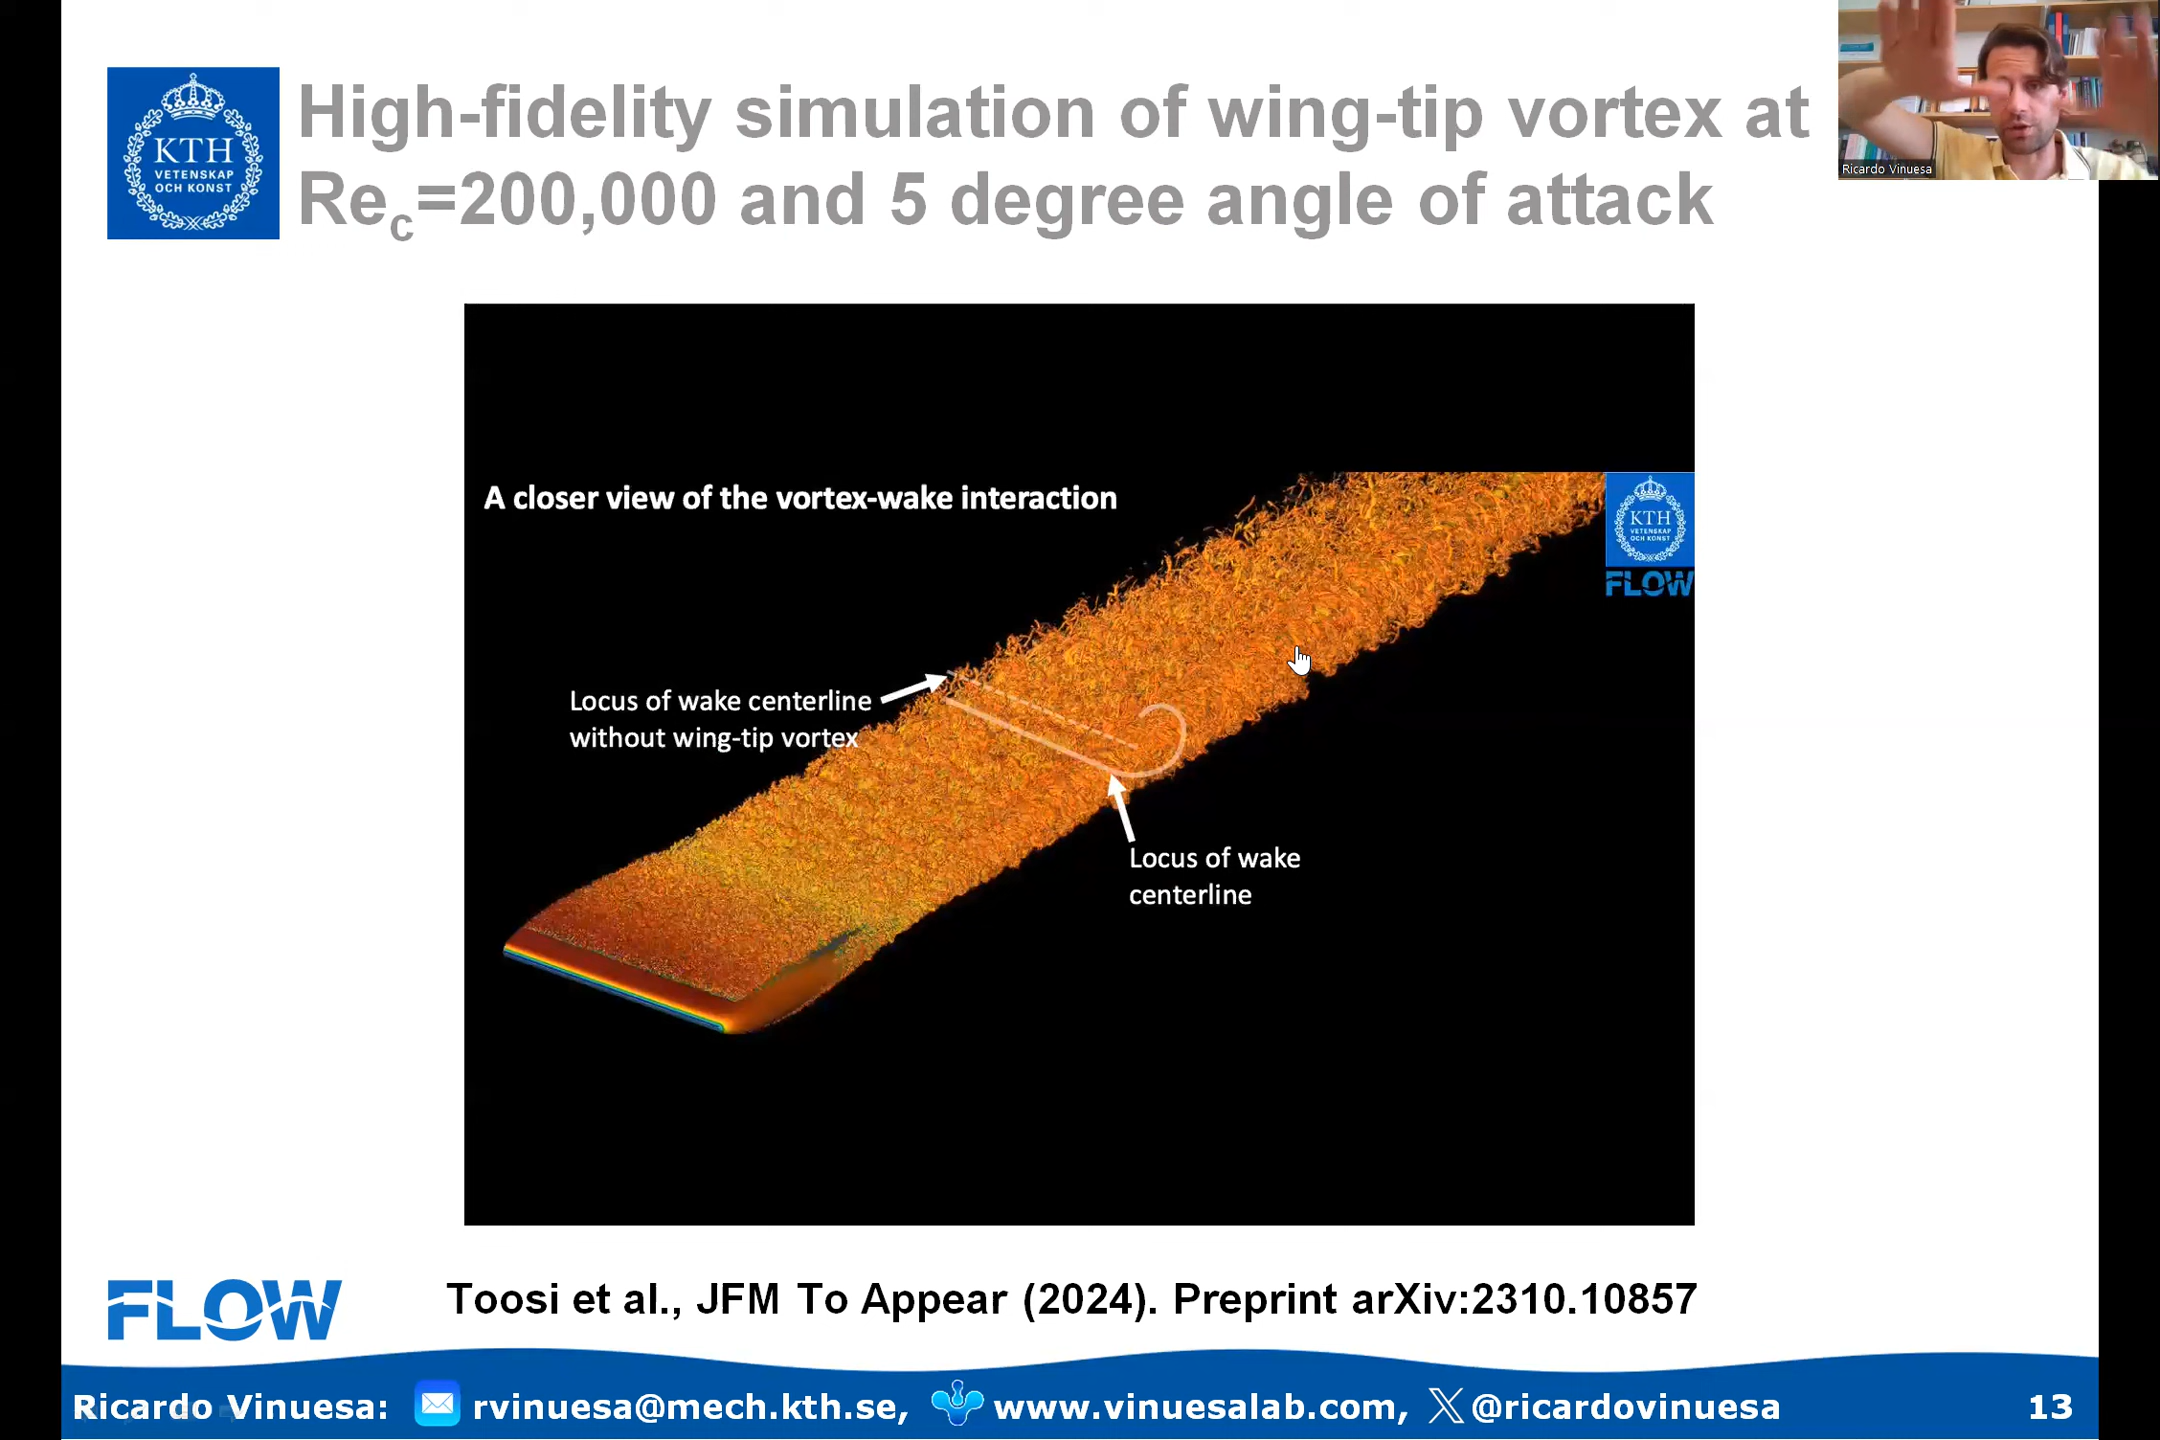 KTH
VETENSKAP
OCH KONST
High-fidelity simulation of wing-tip vortex at
Rec=200,000 and 5 degree angle of attack
Ricardo Vinuesa
A closer view of the vortex-wake interaction
KTH
VETENSKAP
OCH KONST
FLOW
Locus of wake centerline
without wing-tip vortex
Locus of wake
centerline
FLOW
Toosi et al., JFM To Appear (2024). Preprint arXiv:2310.10857
Ricardo Vinuesa: rvinuesa@mech.kth.se, www.vinuesalab.com, @ricardovinuesa 13